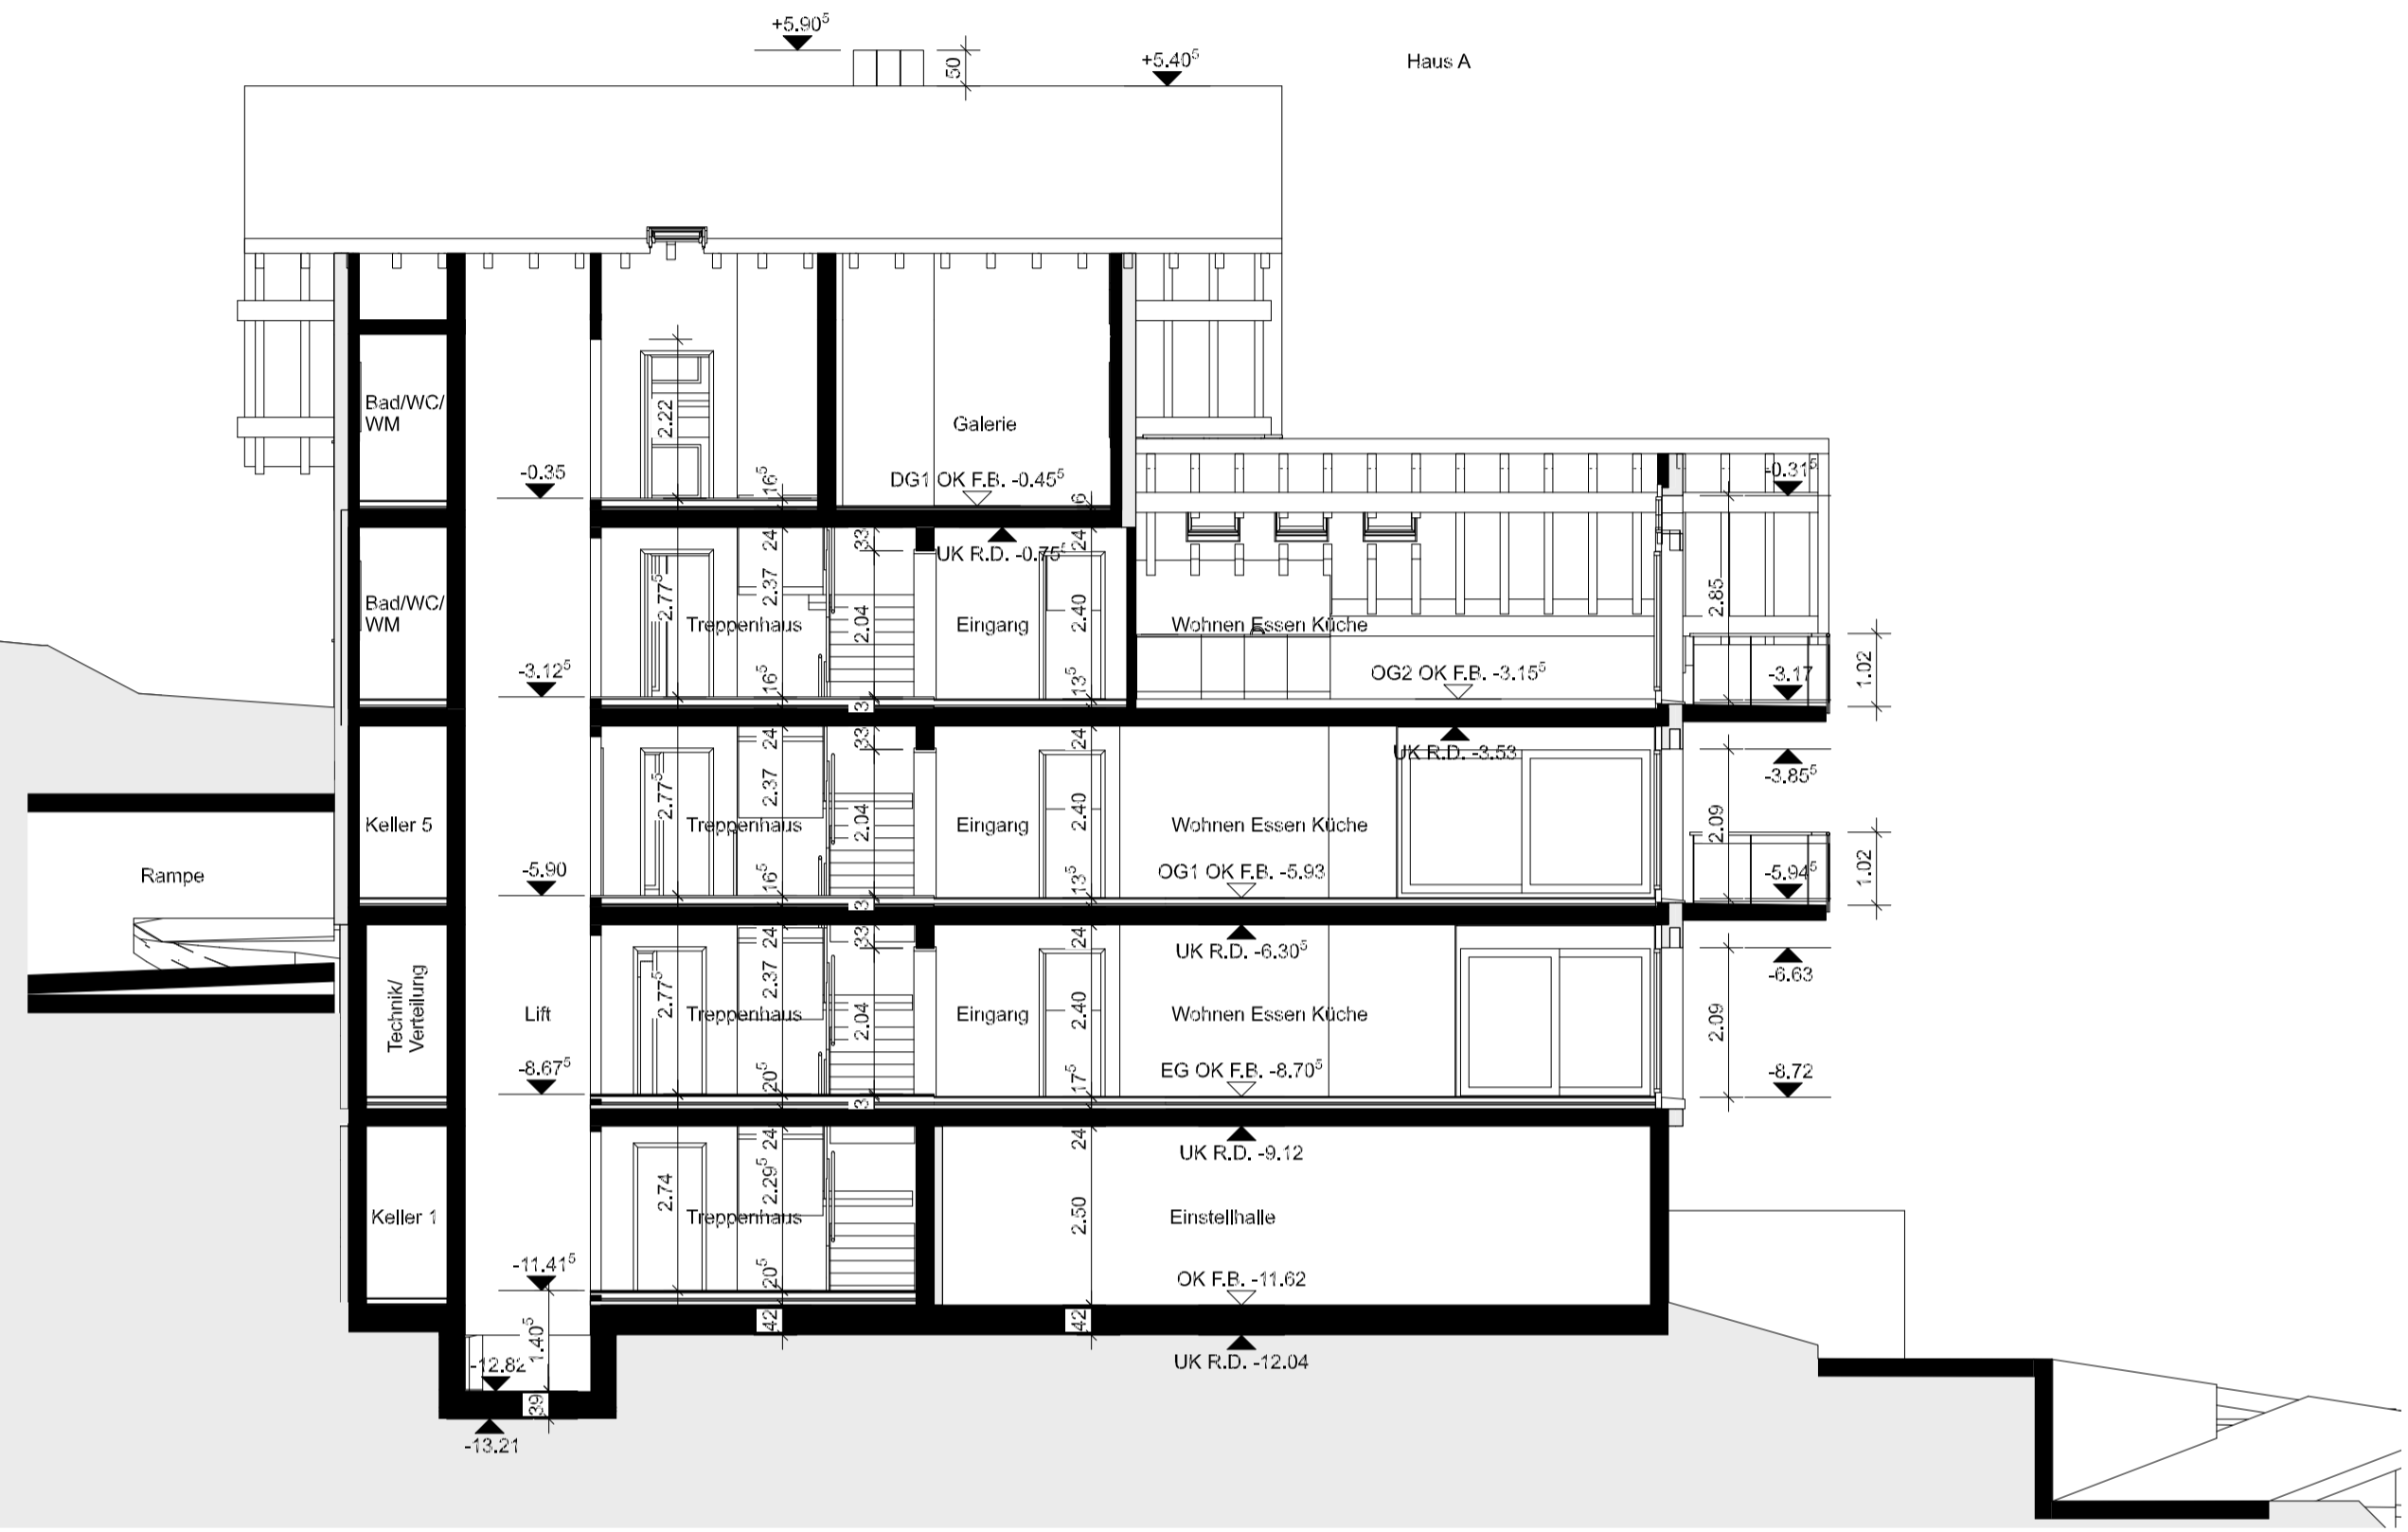 +5.90⁵
50
+5.40⁵
Haus A
Bad/WC/
WM
2.22
Galerie
-0.35
16⁵
DG1 OK F.B. -0.45⁵
6
-0.31⁵
24
33
UK R.D. -0.75⁵
24
Bad/WC/
WM
2.77⁵
2.37
Treppenhaus
2.04
Eingang
2.40
Wohnen Essen Küche
2.85
-3.12⁵
16⁵
3
13⁵
OG2 OK F.B. -3.15⁵
-3.17
1.02
24
33
24
UK R.D. -3.53
-3.85⁵
Keller 5
2.77⁵
2.37
Treppenhaus
2.04
Eingang
2.40
Wohnen Essen Küche
2.09
Rampe
-5.90
16⁵
3
13⁵
OG1 OK F.B. -5.93
-5.94⁵
1.02
24
33
24
UK R.D. -6.30⁵
-6.63
Technik/
Verteilung
Lift
2.77⁵
2.37
Treppenhaus
2.04
Eingang
2.40
Wohnen Essen Küche
2.09
-8.67⁵
20⁵
3
17⁵
EG OK F.B. -8.70⁵
-8.72
24
24
UK R.D. -9.12
Keller 1
2.74
2.29⁵
Treppenhaus
2.50
Einstellhalle
-11.41⁵
20⁵
OK F.B. -11.62
1.40⁵
42
42
-12.82
UK R.D. -12.04
39
-13.21